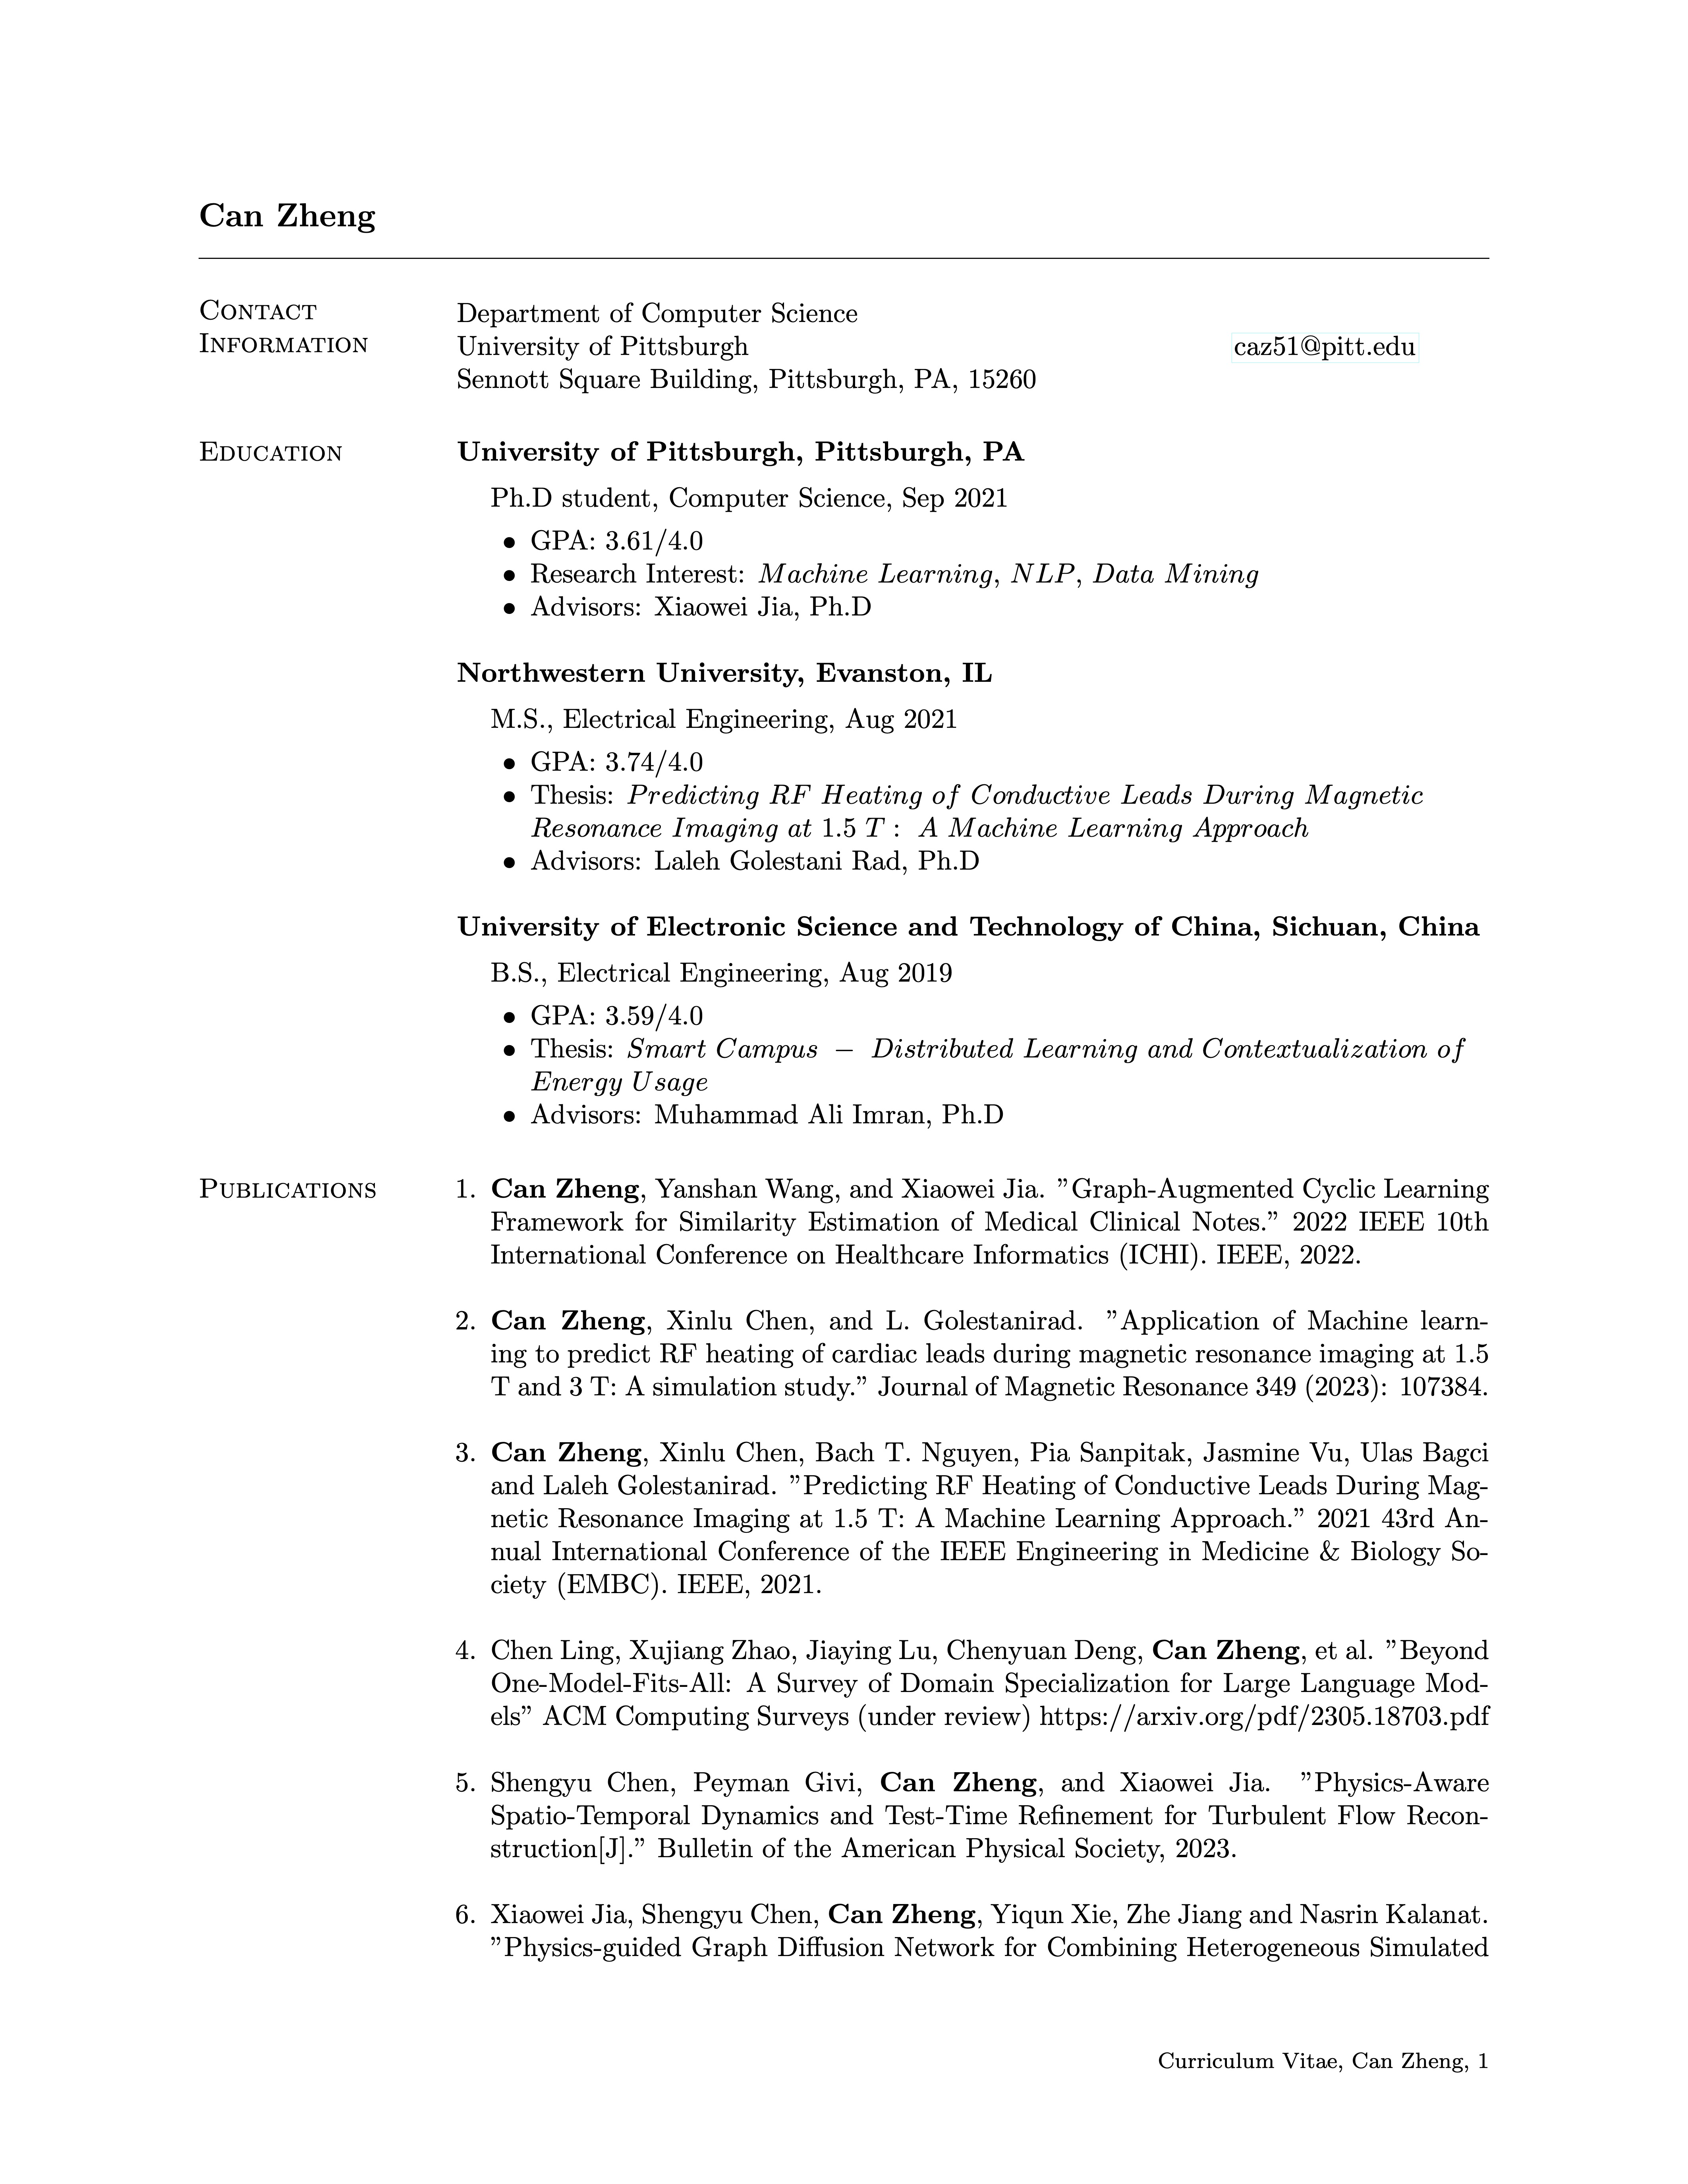 Can Zheng
Contact
Information
Department of Computer Science
University of Pittsburgh
caz51@pitt.edu
Sennott Square Building, Pittsburgh, PA, 15260
Education
University of Pittsburgh, Pittsburgh, PA
Ph.D student, Computer Science, Sep 2021
• GPA: 3.61/4.0
• Research Interest: Machine Learning, NLP, Data Mining
• Advisors: Xiaowei Jia, Ph.D
Northwestern University, Evanston, IL
M.S., Electrical Engineering, Aug 2021
• GPA: 3.74/4.0
• Thesis: Predicting RF Heating of Conductive Leads During Magnetic
Resonance Imaging at 1.5 T : A Machine Learning Approach
• Advisors: Laleh Golestani Rad, Ph.D
University of Electronic Science and Technology of China, Sichuan, China
B.S., Electrical Engineering, Aug 2019
• GPA: 3.59/4.0
• Thesis: Smart Campus − Distributed Learning and Contextualization of
Energy Usage
• Advisors: Muhammad Ali Imran, Ph.D
Publications
1. Can Zheng, Yanshan Wang, and Xiaowei Jia. ”Graph-Augmented Cyclic Learning
Framework for Similarity Estimation of Medical Clinical Notes.” 2022 IEEE 10th
International Conference on Healthcare Informatics (ICHI). IEEE, 2022.
2. Can Zheng, Xinlu Chen, and L. Golestanirad. ”Application of Machine learn-
ing to predict RF heating of cardiac leads during magnetic resonance imaging at 1.5
T and 3 T: A simulation study.” Journal of Magnetic Resonance 349 (2023): 107384.
3. Can Zheng, Xinlu Chen, Bach T. Nguyen, Pia Sanpitak, Jasmine Vu, Ulas Bagci
and Laleh Golestanirad. ”Predicting RF Heating of Conductive Leads During Mag-
netic Resonance Imaging at 1.5 T: A Machine Learning Approach.” 2021 43rd An-
nual International Conference of the IEEE Engineering in Medicine & Biology So-
ciety (EMBC). IEEE, 2021.
4. Chen Ling, Xujiang Zhao, Jiaying Lu, Chenyuan Deng, Can Zheng, et al. ”Beyond
One-Model-Fits-All: A Survey of Domain Specialization for Large Language Mod-
els” ACM Computing Surveys (under review) https://arxiv.org/pdf/2305.18703.pdf
5. Shengyu Chen, Peyman Givi, Can Zheng, and Xiaowei Jia. ”Physics-Aware
Spatio-Temporal Dynamics and Test-Time Refinement for Turbulent Flow Recon-
struction[J].” Bulletin of the American Physical Society, 2023.
6. Xiaowei Jia, Shengyu Chen, Can Zheng, Yiqun Xie, Zhe Jiang and Nasrin Kalanat.
”Physics-guided Graph Diffusion Network for Combining Heterogeneous Simulated
Curriculum Vitae, Can Zheng, 1